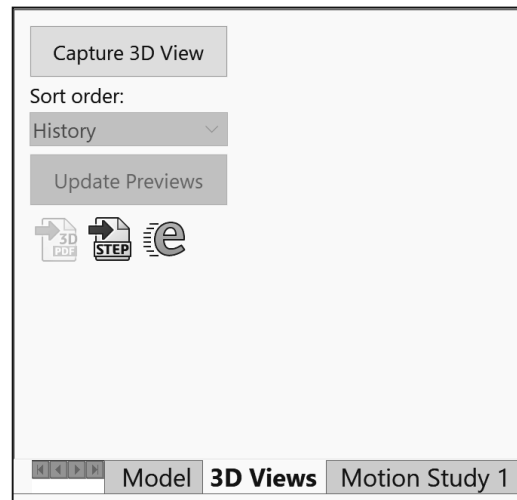 Capture 3D View
Sort order:
History
Update Previews
3D
PDF
STEP
e
Model 3D Views Motion Study 1